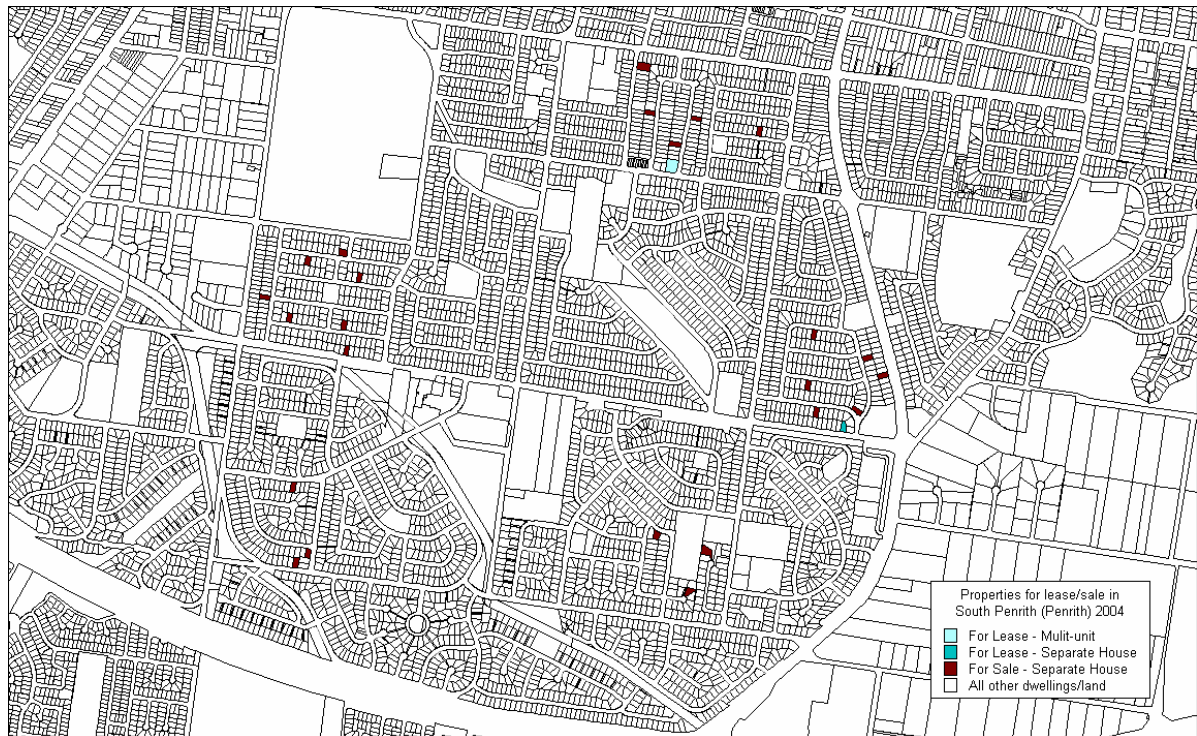 Properties for lease/sale in
South Penrith (Penrith) 2004
For Lease - Mulit-unit
For Lease - Separate House
For Sale - Separate House
All other dwellings/land